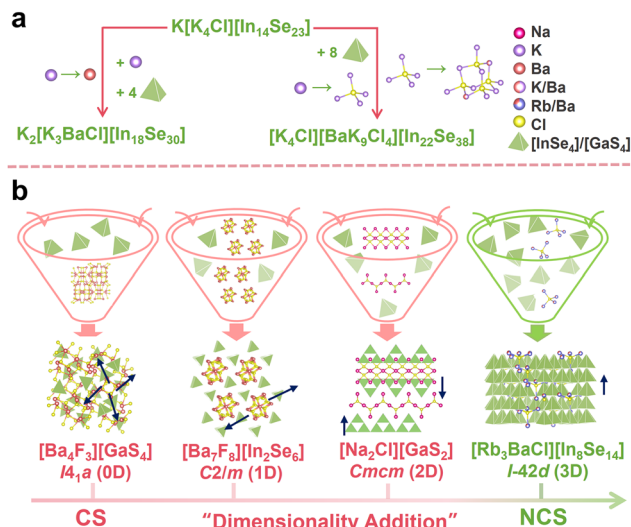 a
K[K₄Cl][In₁₄Se₂₃]
+ 8
+
+ 4
K₂[K₃BaCl][In₁₈Se₃₀]
[K₄Cl][BaK₉Cl₄][In₂₂Se₃₈]
Na
K
Ba
K/Ba
Rb/Ba
Cl
[InSe₄]/[GaS₄]
b
[Ba₄F₃][GaS₄]
I4₁a (0D)
[Ba₇F₈][In₂Se₆]
C2/m (1D)
[Na₂Cl][GaS₂]
Cmcm (2D)
[Rb₃BaCl][In₈Se₁₄]
I-42d (3D)
CS
"Dimensionality Addition"
NCS